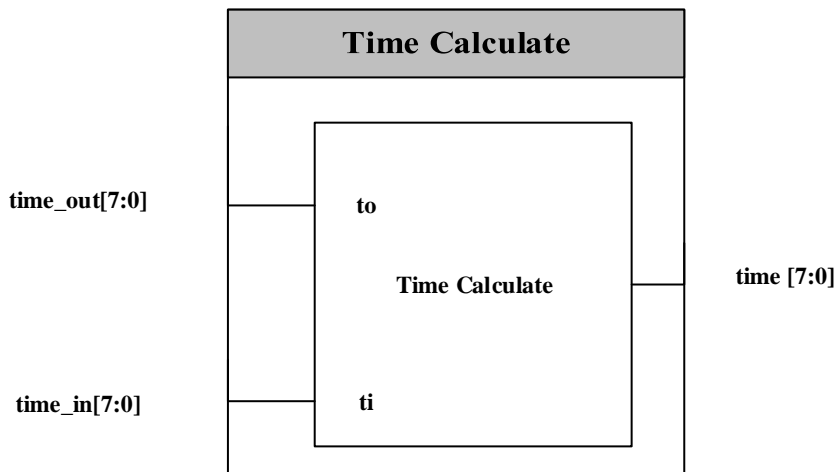 Time Calculate
time_out[7:0]
to
Time Calculate
time [7:0]
time_in[7:0]
ti